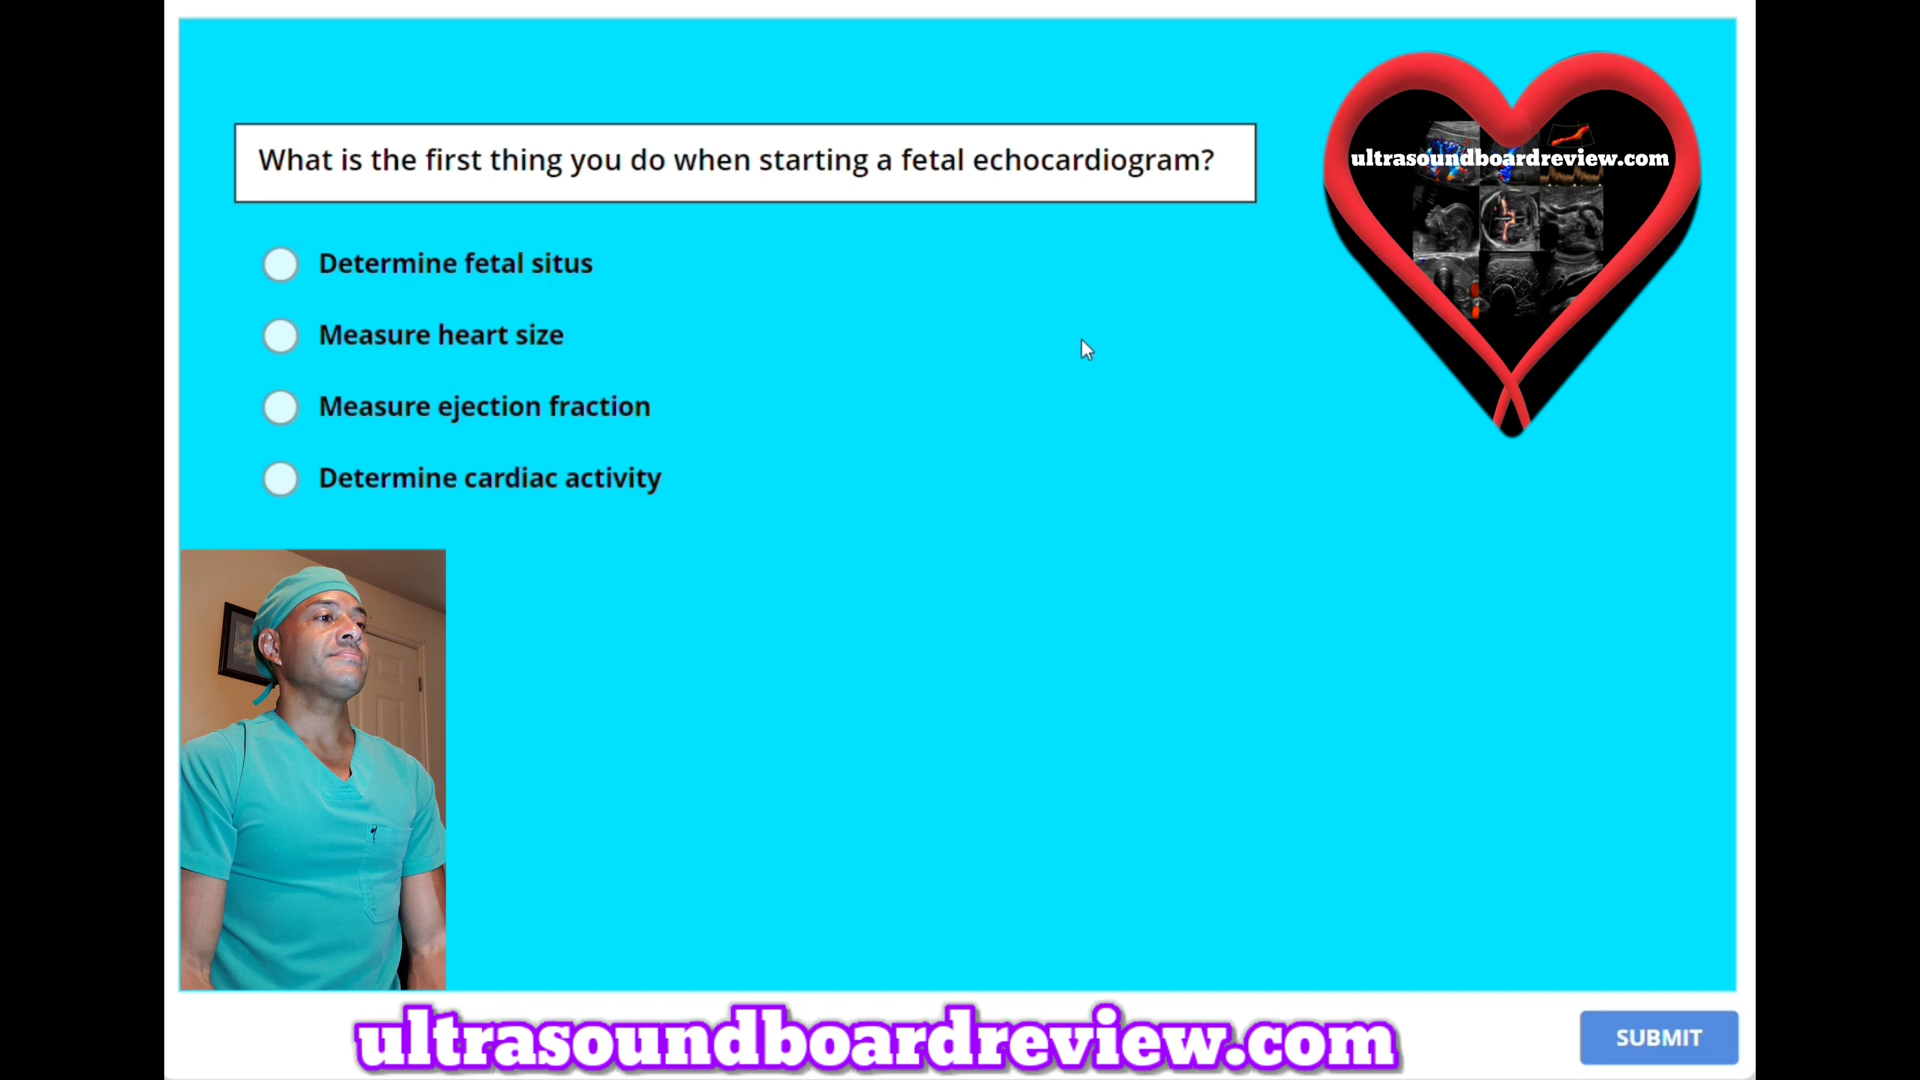 What is the first thing you do when starting a fetal echocardiogram?
ultrasoundboardreview.com
Determine fetal situs
Measure heart size
Measure ejection fraction
Determine cardiac activity
ultrasoundboardreview.com
SUBMIT